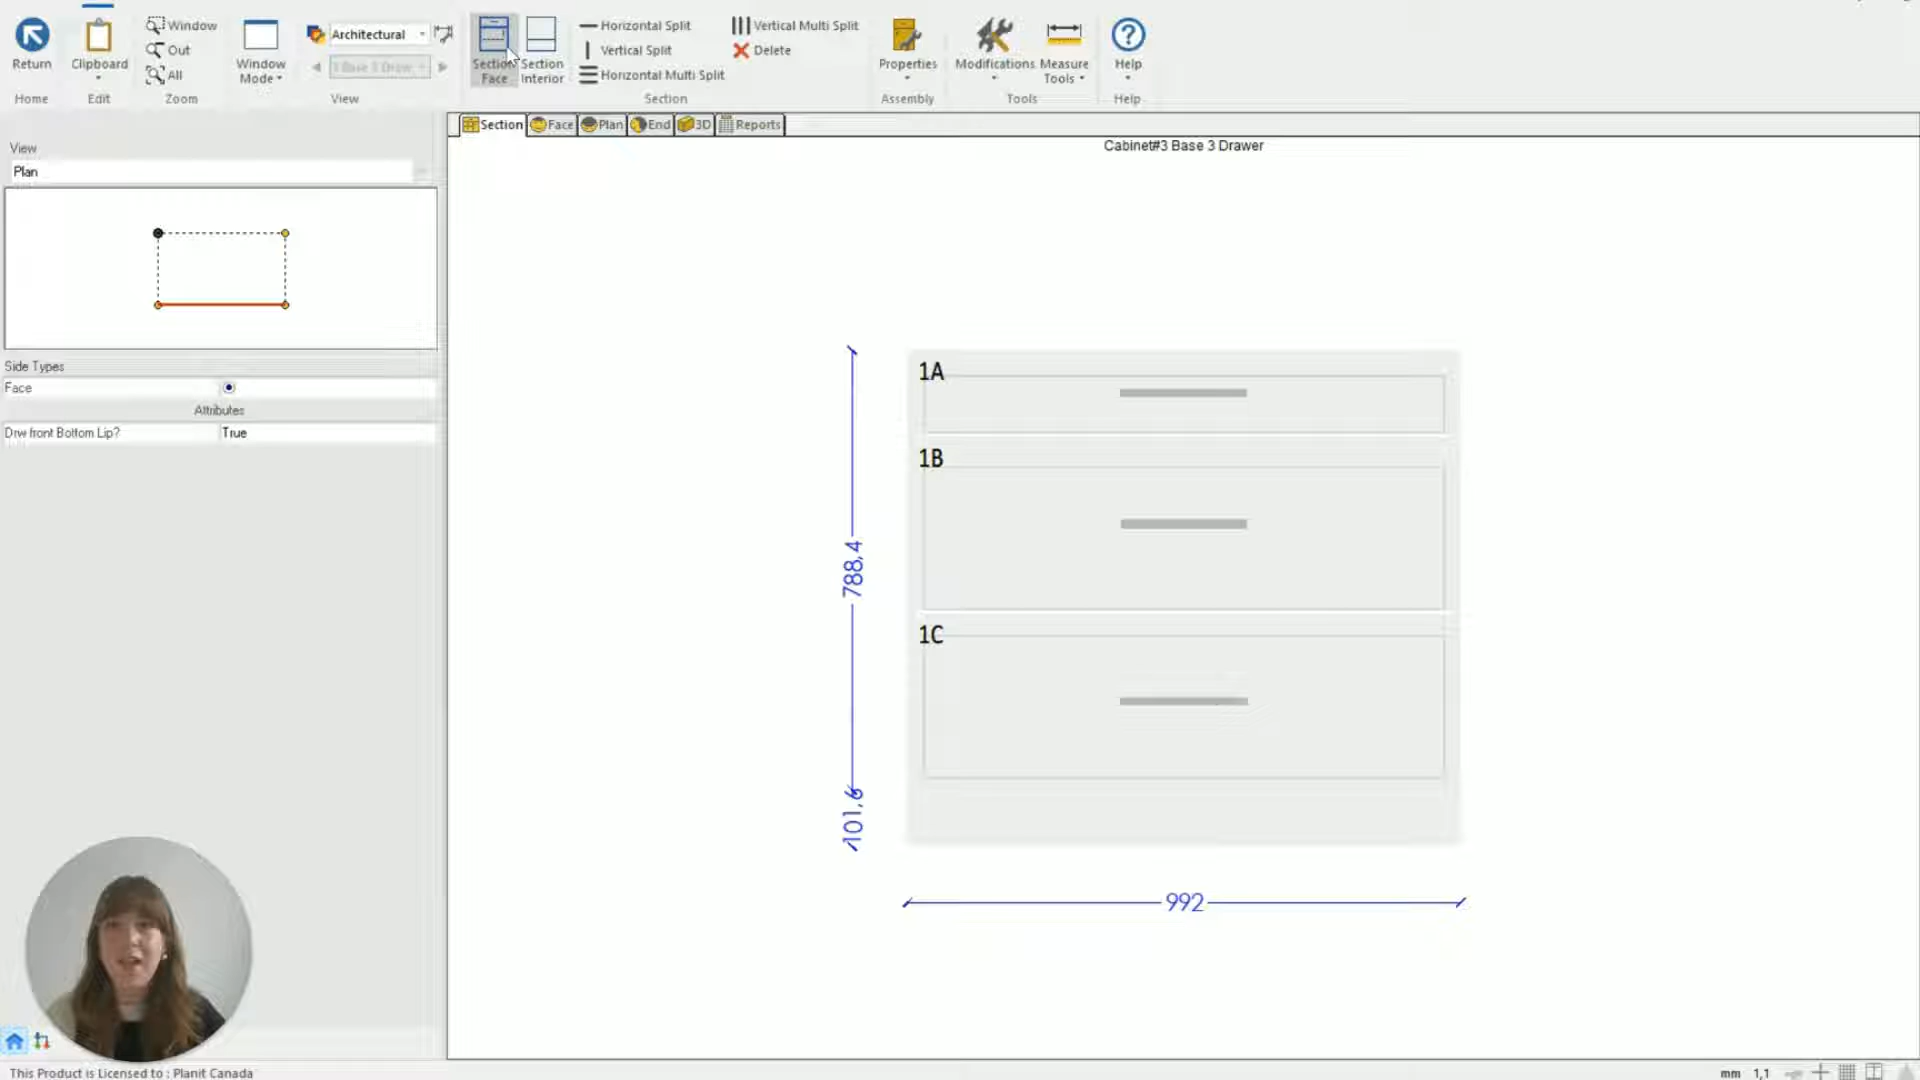 Return
Clipboard
Window
Out
All
Window
Mode
Architectural
Section
Face
Section
Interior
Horizontal Split
Vertical Split
Horizontal Multi Split
Vertical Multi Split
Delete
Properties
Modifications
Measure
Tools
Help
Home
Edit
Zoom
View
Section
Assembly
Tools
Help
Section
Face
Plan
End
3D
Reports
View
Plan
Side Types
Face
Attributes
Drw front Bottom Lip?
True
Cabinet#3 Base 3 Drawer
1A
1B
1C
788,4
101,6
992
This Product is Licensed to : Planit Canada
mm
1,1